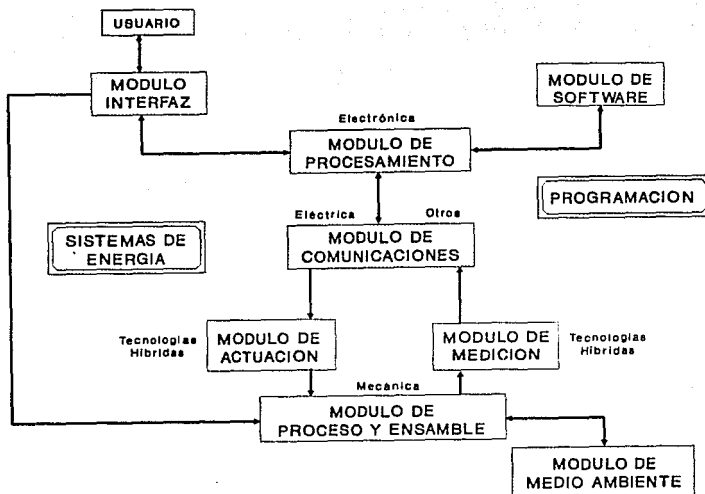 USUARIO
MODULO
INTERFAZ
MODULO DE
SOFTWARE
Electrónica
MODULO DE
PROCESAMIENTO
PROGRAMACION
Eléctrica
Otros
SISTEMAS DE
ENERGIA
MODULO DE
COMUNICACIONES
Tecnologías
Híbridas
MODULO DE
ACTUACION
MODULO DE
MEDICION
Tecnologías
Híbridas
Mecánica
MODULO DE
PROCESO Y ENSAMBLE
MODULO DE
MEDIO AMBIENTE